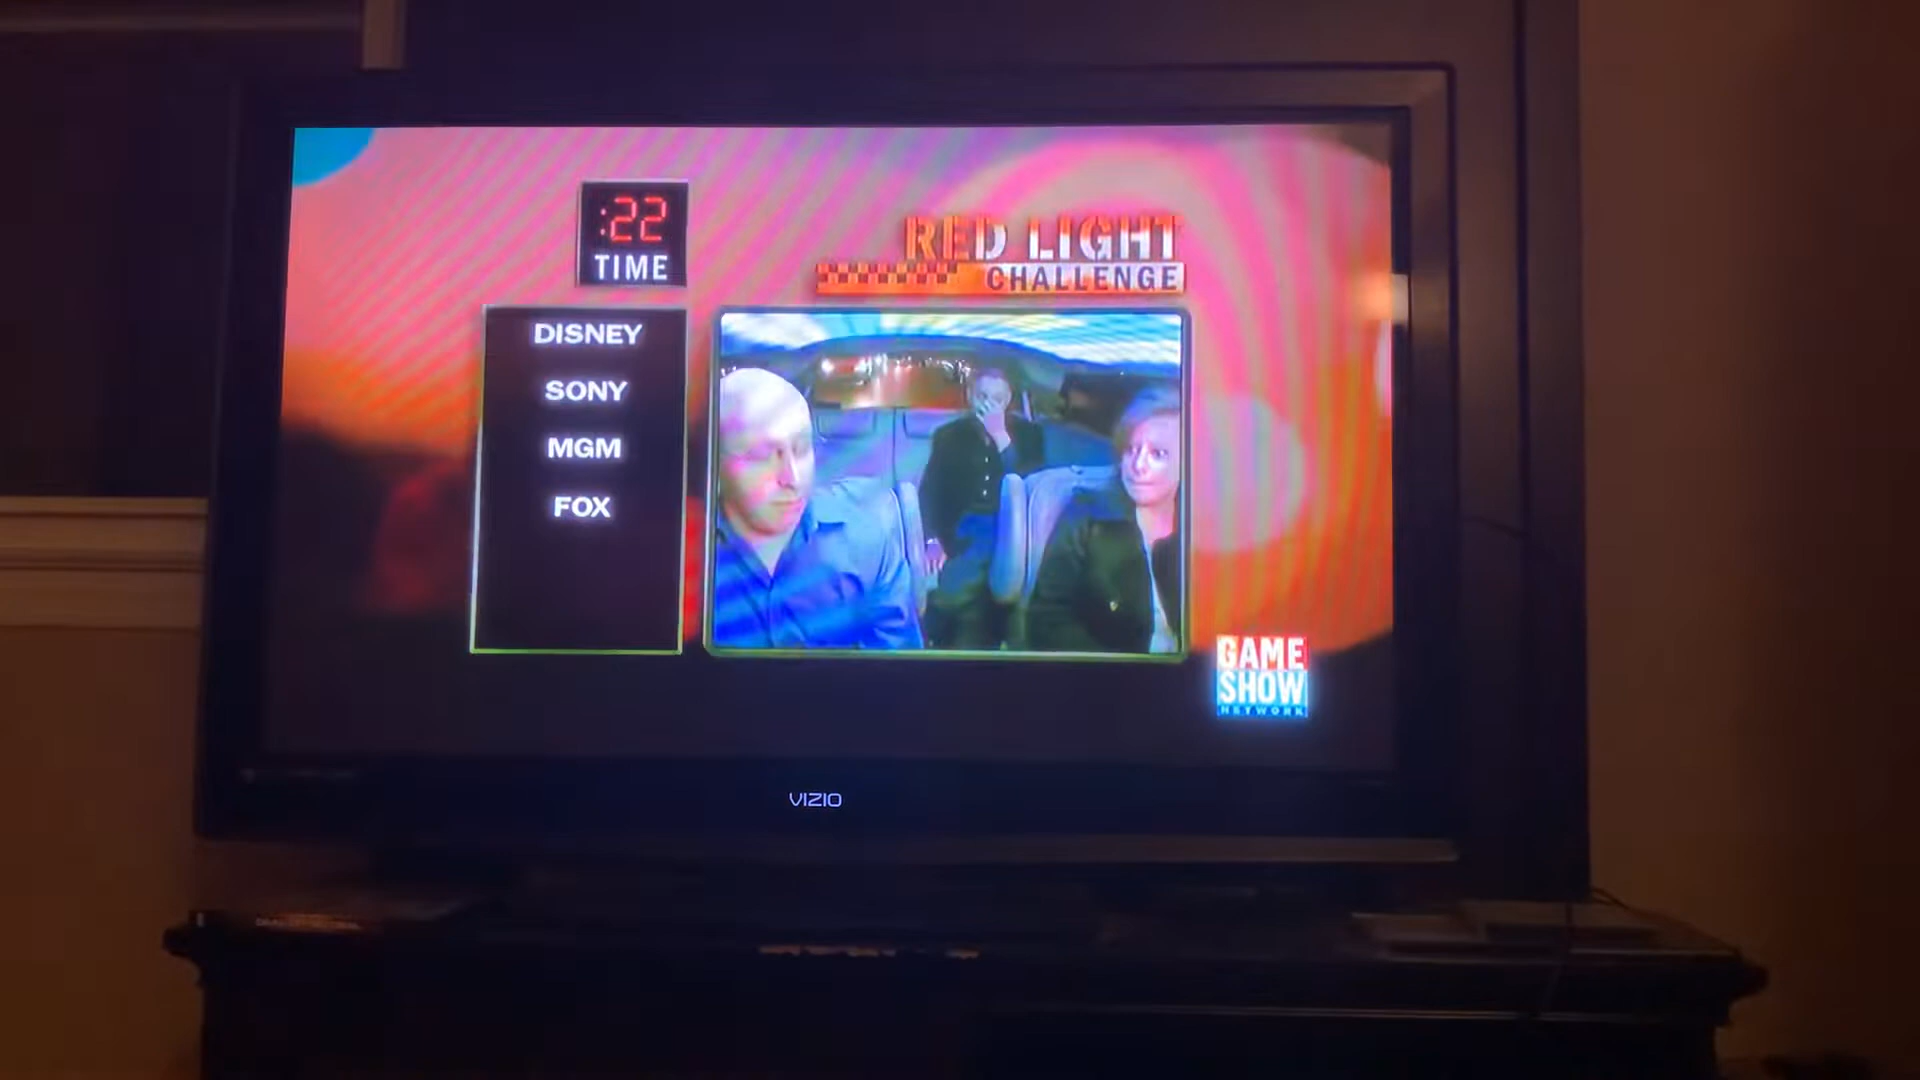 :22
TIME
RED LIGHT
CHALLENGE
DISNEY
SONY
MGM
FOX
GAME
SHOW
NETWORK
VIZIO